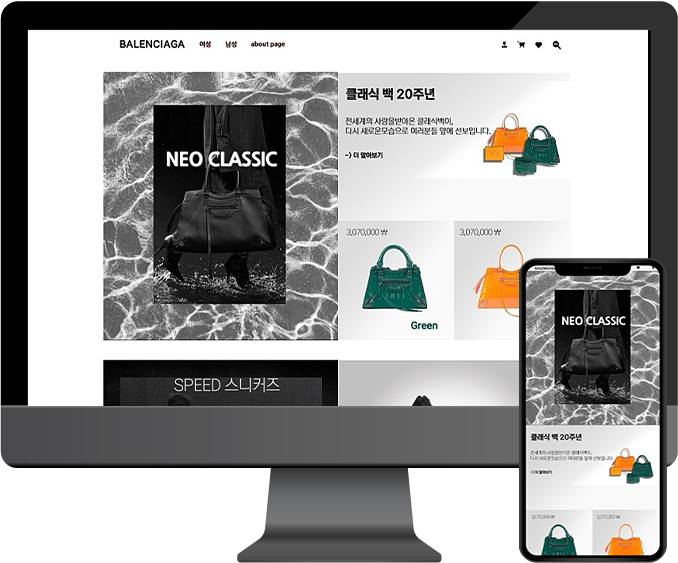 BALENCIAGA 여성 남성 about page
NEO CLASSIC
클래식 백 20주년
전세계의 사랑을받아온 클래식백이,
다시 새로운모습으로 여러분들 앞에 선보입니다.
-> 더 알아보기
3,070,000 ₩
3,070,000 ₩
Green
SPEED 스니커즈
BALENCIAGA
NEO CLASSIC
클래식 백 20주년
전세계의 사랑을받아온 클래식백이,
다시 새로운모습으로 여러분들 앞에 선보입니다.
-> 더 알아보기
3,070,000 ₩
3,070,000 ₩